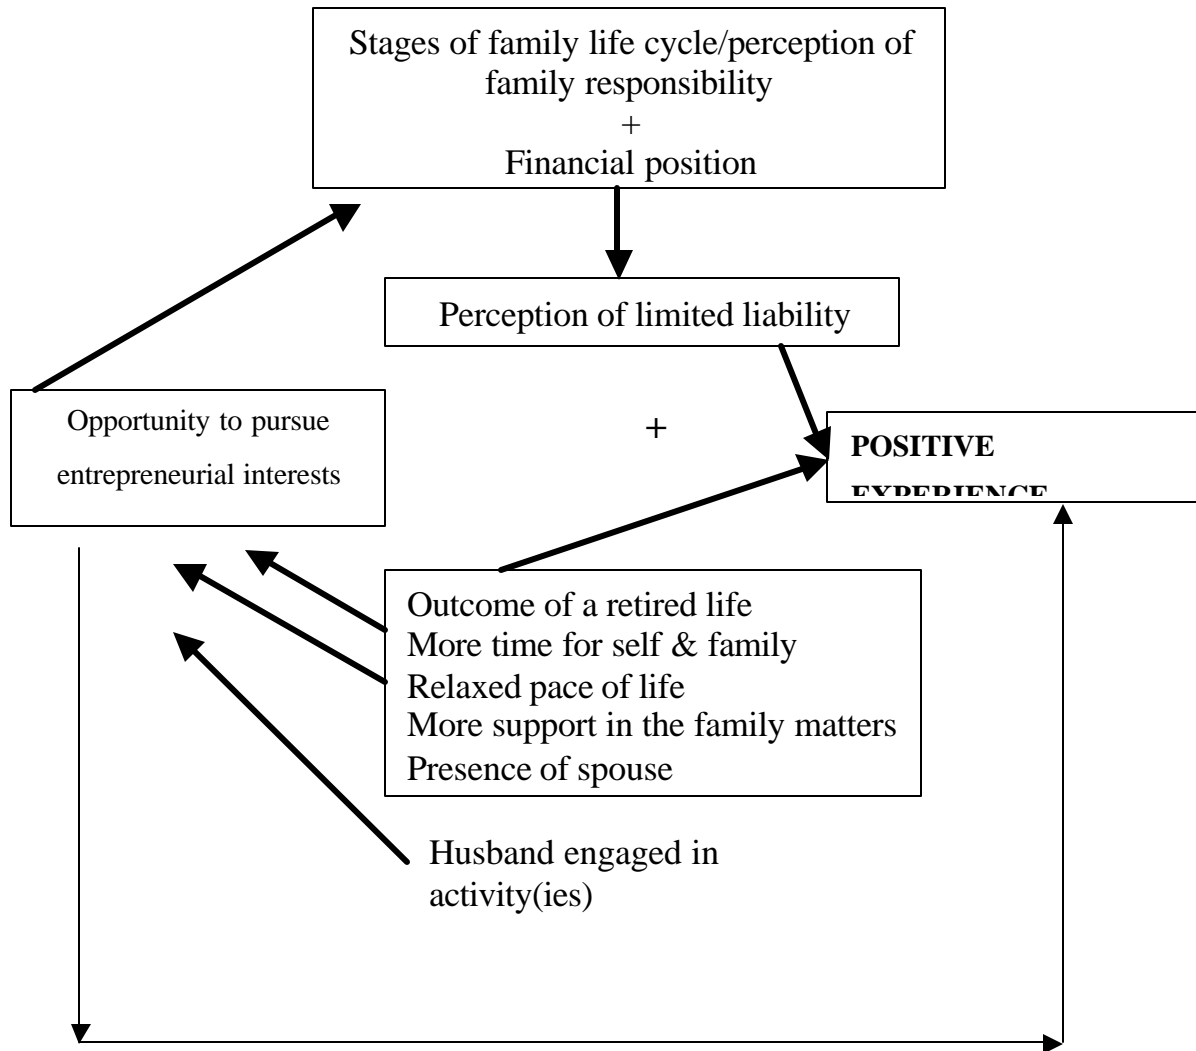 Stages of family life cycle/perception of
family responsibility
+
Financial position
Perception of limited liability
Opportunity to pursue
entrepreneurial interests
+
POSITIVE
EXPERIENCE
Outcome of a retired life
More time for self & family
Relaxed pace of life
More support in the family matters
Presence of spouse
Husband engaged in
activity(ies)